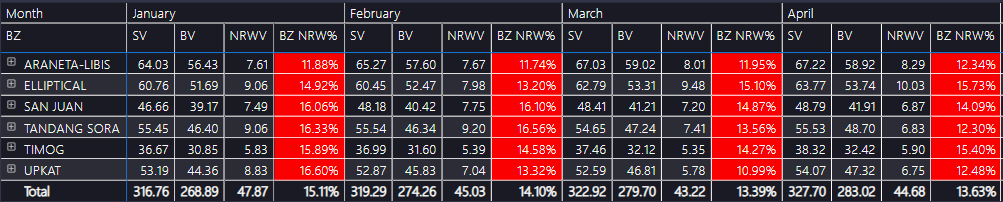 Month January February March April
BZ SV BV NRWV BZ NRW% SV BV NRWV BZ NRW% SV BV NRWV BZ NRW% SV BV NRWV BZ NRW%
ARANETA-LIBIS 64.03 56.43 7.61 11.88% 65.27 57.60 7.67 11.74% 67.03 59.02 8.01 11.95% 67.22 58.92 8.29 12.34%
ELLIPTICAL 60.76 51.69 9.06 14.92% 60.45 52.47 7.98 13.20% 62.79 53.31 9.48 15.10% 63.77 53.74 10.03 15.73%
SAN JUAN 46.66 39.17 7.49 16.06% 48.18 40.42 7.75 16.10% 48.41 41.21 7.20 14.87% 48.79 41.91 6.87 14.09%
TANDANG SORA 55.45 46.40 9.06 16.33% 55.54 46.34 9.20 16.56% 54.65 47.24 7.41 13.56% 55.53 48.70 6.83 12.30%
TIMOG 36.67 30.85 5.83 15.89% 36.99 31.60 5.39 14.58% 37.46 32.12 5.35 14.27% 38.32 32.42 5.90 15.40%
UPKAT 53.19 44.36 8.83 16.60% 52.87 45.83 7.04 13.32% 52.59 46.81 5.78 10.99% 54.07 47.32 6.75 12.48%
Total 316.76 268.89 47.87 15.11% 319.29 274.26 45.03 14.10% 322.92 279.70 43.22 13.39% 327.70 283.02 44.68 13.63%